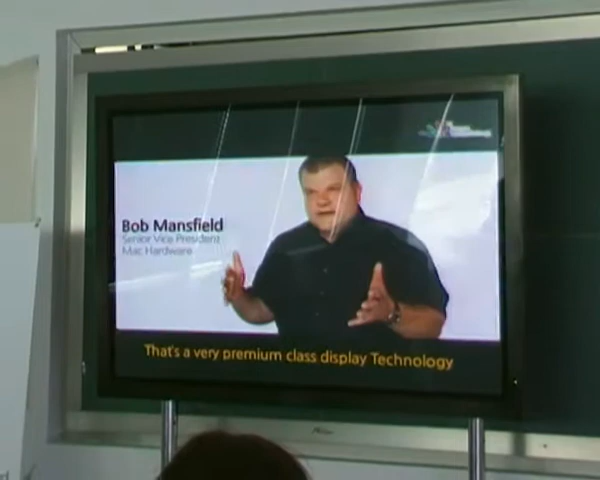 Bob Mansfield
Senior Vice President
Mac Hardware
That's a very premium class display Technology